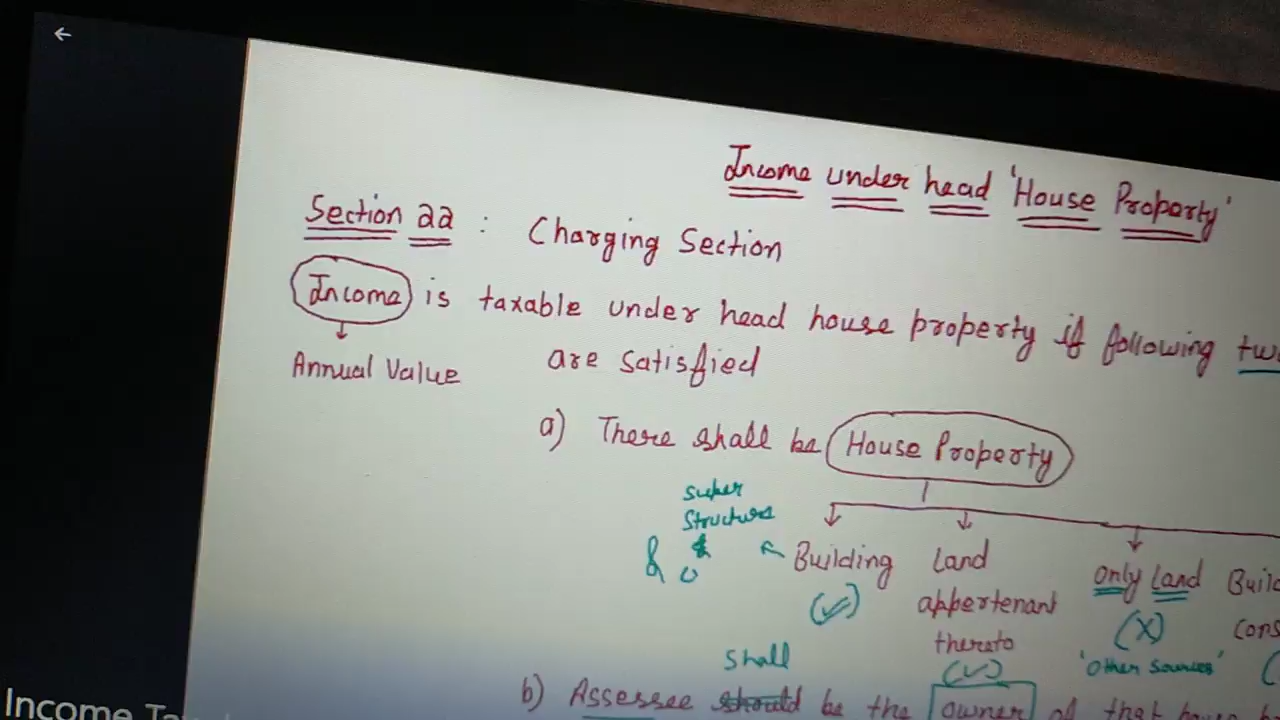 Income under head 'House Property'
Section 22 : Charging Section
Income is taxable under head house property if following
Annual Value
are satisfied
a) There shall be House Property
super
structure
&
Building
Land
appertenant
thereto
only Land
(X)
'Other Sources'
shall
b) Assessee should be the owner of that
Income